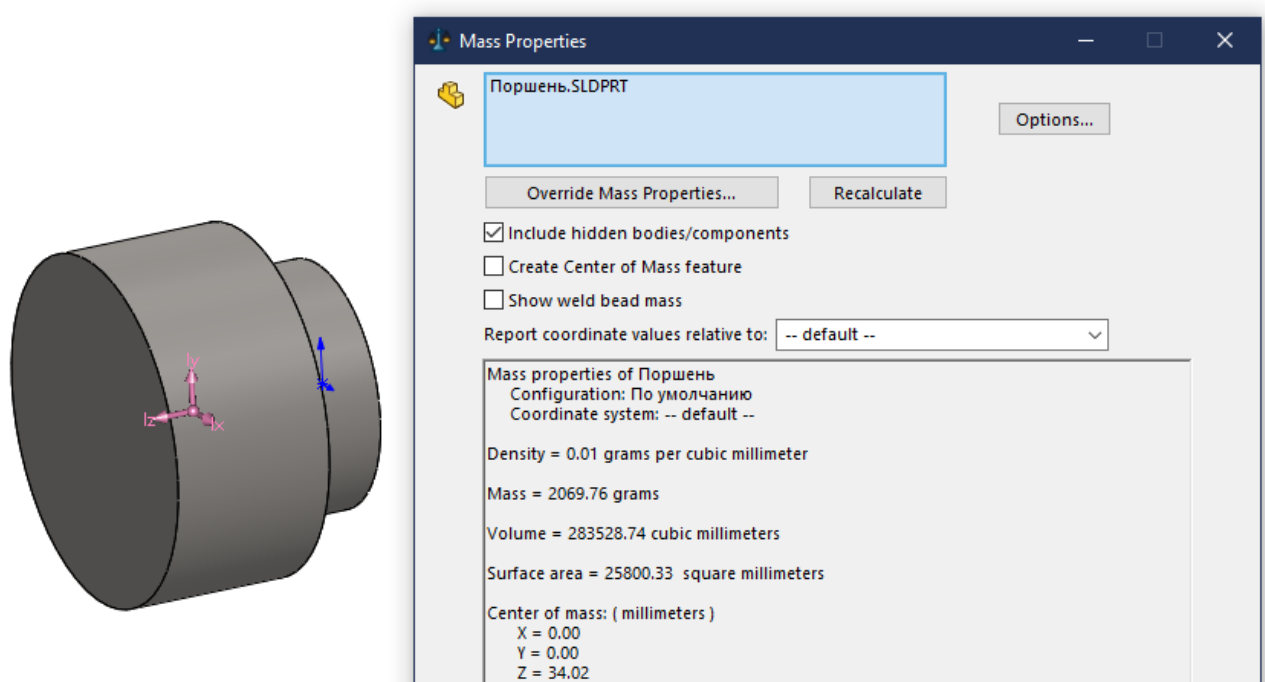 Mass Properties
Поршень.SLDPRT
Options...
Override Mass Properties...
Recalculate
Include hidden bodies/components
Create Center of Mass feature
Show weld bead mass
Report coordinate values relative to: -- default --
Mass properties of Поршень
Configuration: По умолчанию
Coordinate system: -- default --
Density = 0.01 grams per cubic millimeter
Mass = 2069.76 grams
Volume = 283528.74 cubic millimeters
Surface area = 25800.33 square millimeters
Center of mass: ( millimeters )
X = 0.00
Y = 0.00
Z = 34.02
Iy
Iz
Ix